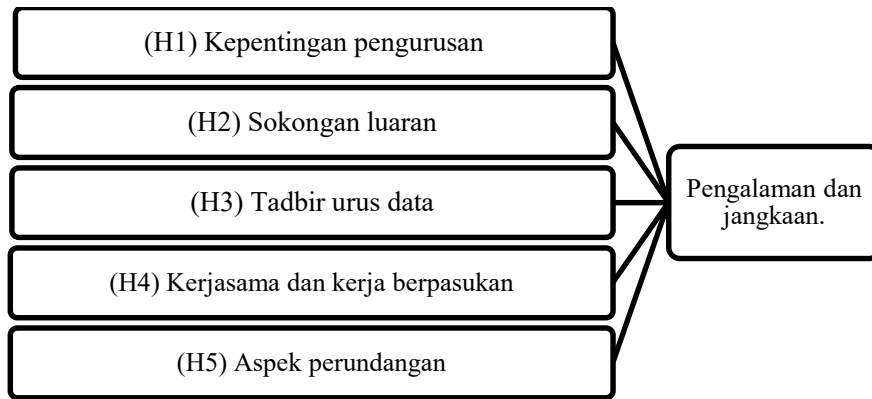 (H1) Kepentingan pengurusan
(H2) Sokongan luaran
(H3) Tadbir urus data
(H4) Kerjasama dan kerja berpasukan
(H5) Aspek perundangan
Pengalaman dan
jangkaan.